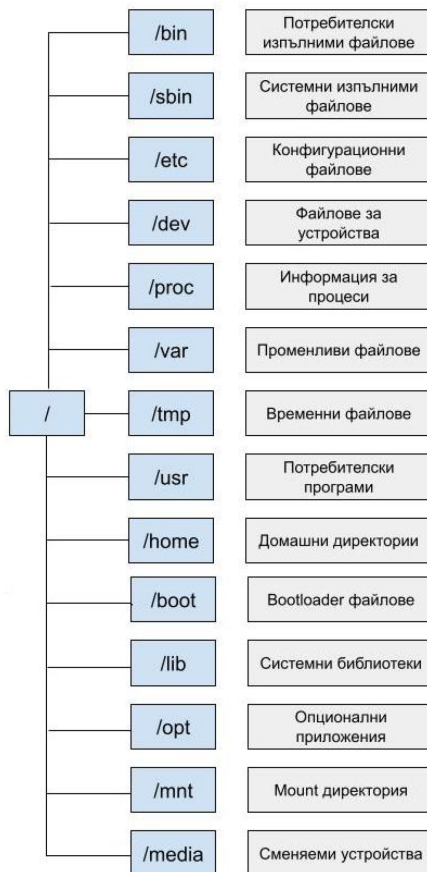 /bin
Потребителски
изпълними файлове
/sbin
Системни изпълними
файлове
/etc
Конфигурационни
файлове
/dev
Файлове за
устройства
/proc
Информация за
процеси
/var
Променливи файлове
/
/tmp
Временни файлове
/usr
Потребителски
програми
/home
Домашни директории
/boot
Bootloader файлове
/lib
Системни библиотеки
/opt
Опционални
приложения
/mnt
Mount директория
/media
Сменяеми устройства